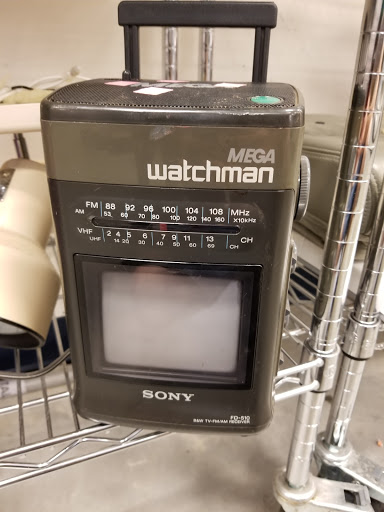 MEGA
watchman
FM 88 92 96 100 104 108 MHz
AM 53 60 70 80 100 120 140 160 x10kHz
VHF 2 4 5 6 7 9 11 13 CH
UHF 14 20 30 40 50 60 69 CH
SONY
FD-510
B&W TV-FM/AM RECEIVER